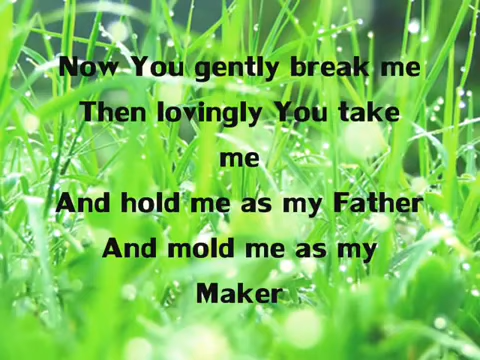 Now You gently break me
Then lovingly You take
me
And hold me as my Father
And mold me as my
Maker